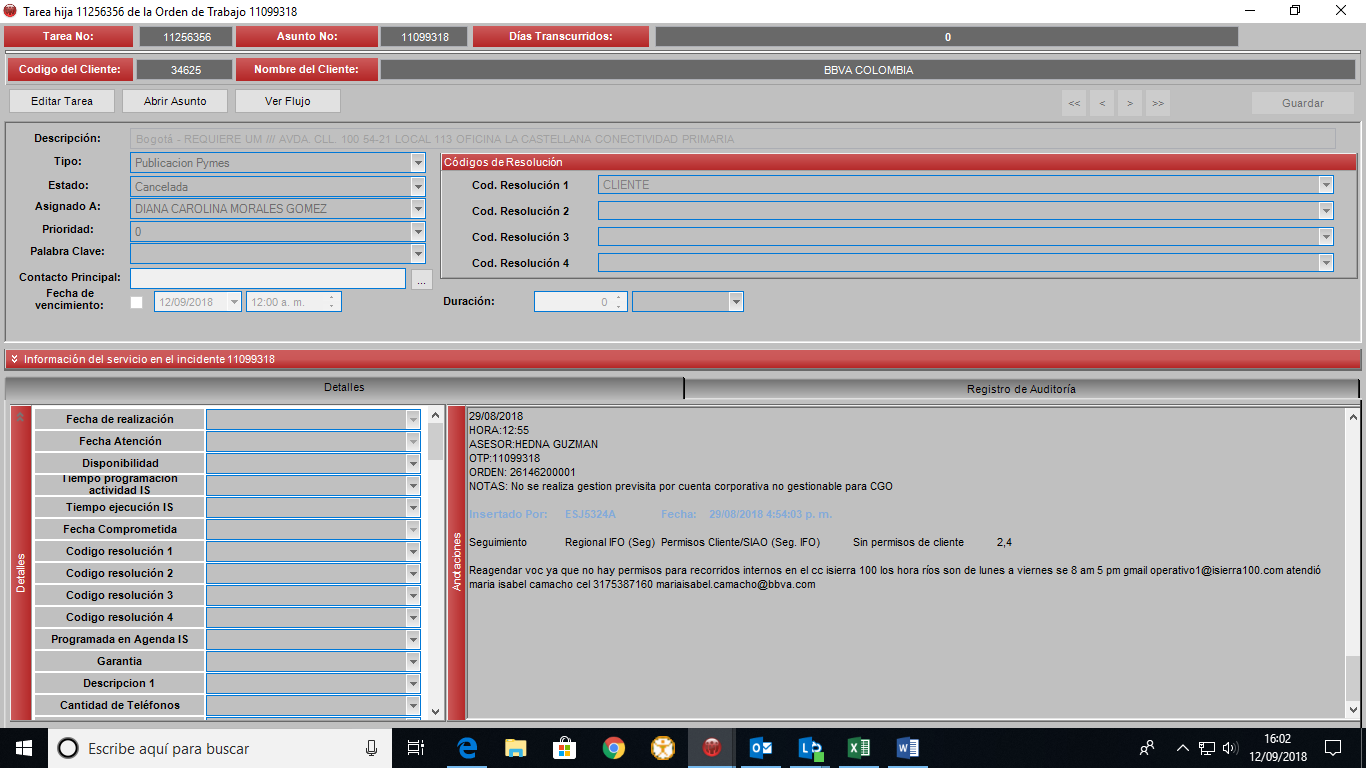 Tarea hija 11256356 de la Orden de Trabajo 11099318
Tarea No: 11256356 Asunto No: 11099318 Días Transcurridos: 0
Codigo del Cliente: 34625 Nombre del Cliente: BBVA COLOMBIA
Editar Tarea Abrir Asunto Ver Flujo << < > >> Guardar
Descripción: Bogotá - REQUIERE UM /// AVDA. CLL. 100 54-21 LOCAL 113 OFICINA LA CASTELLANA CONECTIVIDAD PRIMARIA
Tipo: Publicacion Pymes
Estado: Cancelada
Asignado A: DIANA CAROLINA MORALES GOMEZ
Prioridad: 0
Palabra Clave:
Contacto Principal: ...
Fecha de
vencimiento: 12/09/2018 12:00 a. m.
Códigos de Resolución
Cod. Resolución 1 CLIENTE
Cod. Resolución 2
Cod. Resolución 3
Cod. Resolución 4
Duración: 0
Información del servicio en el incidente 11099318
Detalles Registro de Auditoría
Detalles
Fecha de realización
Fecha Atención
Disponibilidad
Tiempo programación
actividad IS
Tiempo ejecución IS
Fecha Comprometida
Codigo resolución 1
Codigo resolución 2
Codigo resolución 3
Codigo resolución 4
Programada en Agenda IS
Garantia
Descripcion 1
Cantidad de Teléfonos
Anotaciones
29/08/2018
HORA:12:55
ASESOR:HEDNA GUZMAN
OTP:11099318
ORDEN: 26146200001
NOTAS: No se realiza gestion previsita por cuenta corporativa no gestionable para CGO
Insertado Por: ESJ5324A Fecha: 29/08/2018 4:54:03 p. m.
Seguimiento Regional IFO (Seg) Permisos Cliente/SIAO (Seg. IFO) Sin permisos de cliente 2,4
Reagendar voc ya que no hay permisos para recorridos internos en el cc isierra 100 los hora ríos son de lunes a viernes se 8 am 5 pm gmail operativo1@isierra100.com atendió
maria isabel camacho cel 3175387160 mariaisabel.camacho@bbva.com
Escribe aquí para buscar
16:02
12/09/2018